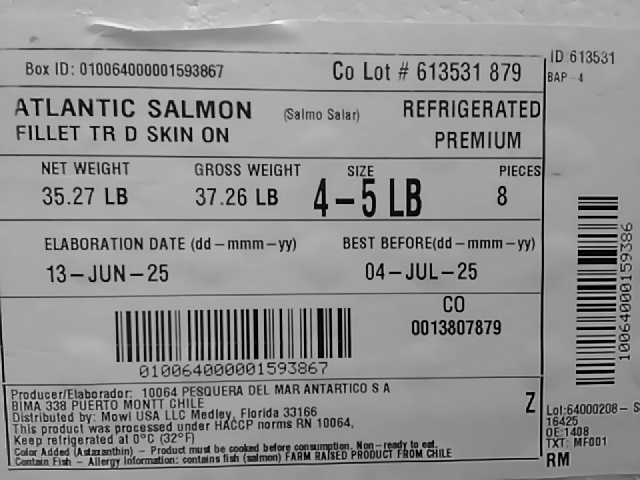 Box ID: 010064000001593867
Co Lot # 613531 879
ATLANTIC SALMON (Salmo Salar) REFRIGERATED
FILLET TR D SKIN ON PREMIUM
NET WEIGHT GROSS WEIGHT SIZE PIECES
35.27 LB 37.26 LB 4-5 LB 8
ELABORATION DATE (dd-mmm-yy) BEST BEFORE(dd-mmm-yy)
13-JUN-25 04-JUL-25
CO
0013807879
010064000001593867
Producer/Elaborador: 10064 PESQUERA DEL MAR ANTARTICO S A
BIMA 338 PUERTO MONTT CHILE
Distributed by: Mowi USA LLC Medley, Florida 33166
This product was processed under HACCP norms RN 10064,
Keep refrigerated at 0°C (32°F)
Color Added (Astaxanthin) - Product must be cooked before consumption. Non-ready to eat.
Contain Fish - Allergy Information: contains fish (salmon) FARM RAISED PRODUCT FROM CHILE
Z
ID 613531
BAP-4
10064000000159386
Lot:64000208- S
16425
OE:1408
TXT: MF001
RM